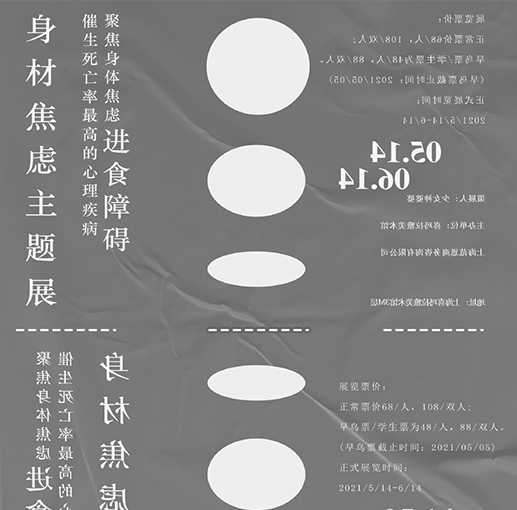 身材焦虑主题展
聚焦身体焦虑
催生死亡率最高的心理疾病
进食障碍
展览票价:
正常票价68/人，108/双人;
早鸟票/学生票为48/人，88/双人。
(早鸟票截止时间：2021/05/05)
正式展览时间:
2021/5/14-6/14
05.14
06.14
策展人：少女神婆婆
主办单位：喜玛拉雅美术馆
上海范恩商务咨询有限公司
地址：上海喜玛拉雅美术馆3M层
身材焦虑
聚焦身体焦虑
催生死亡率最高的心
进食
展览票价:
正常票价68/人，108/双人;
早鸟票/学生票为48/人，88/双人。
(早鸟票截止时间：2021/05/05)
正式展览时间:
2021/5/14-6/14